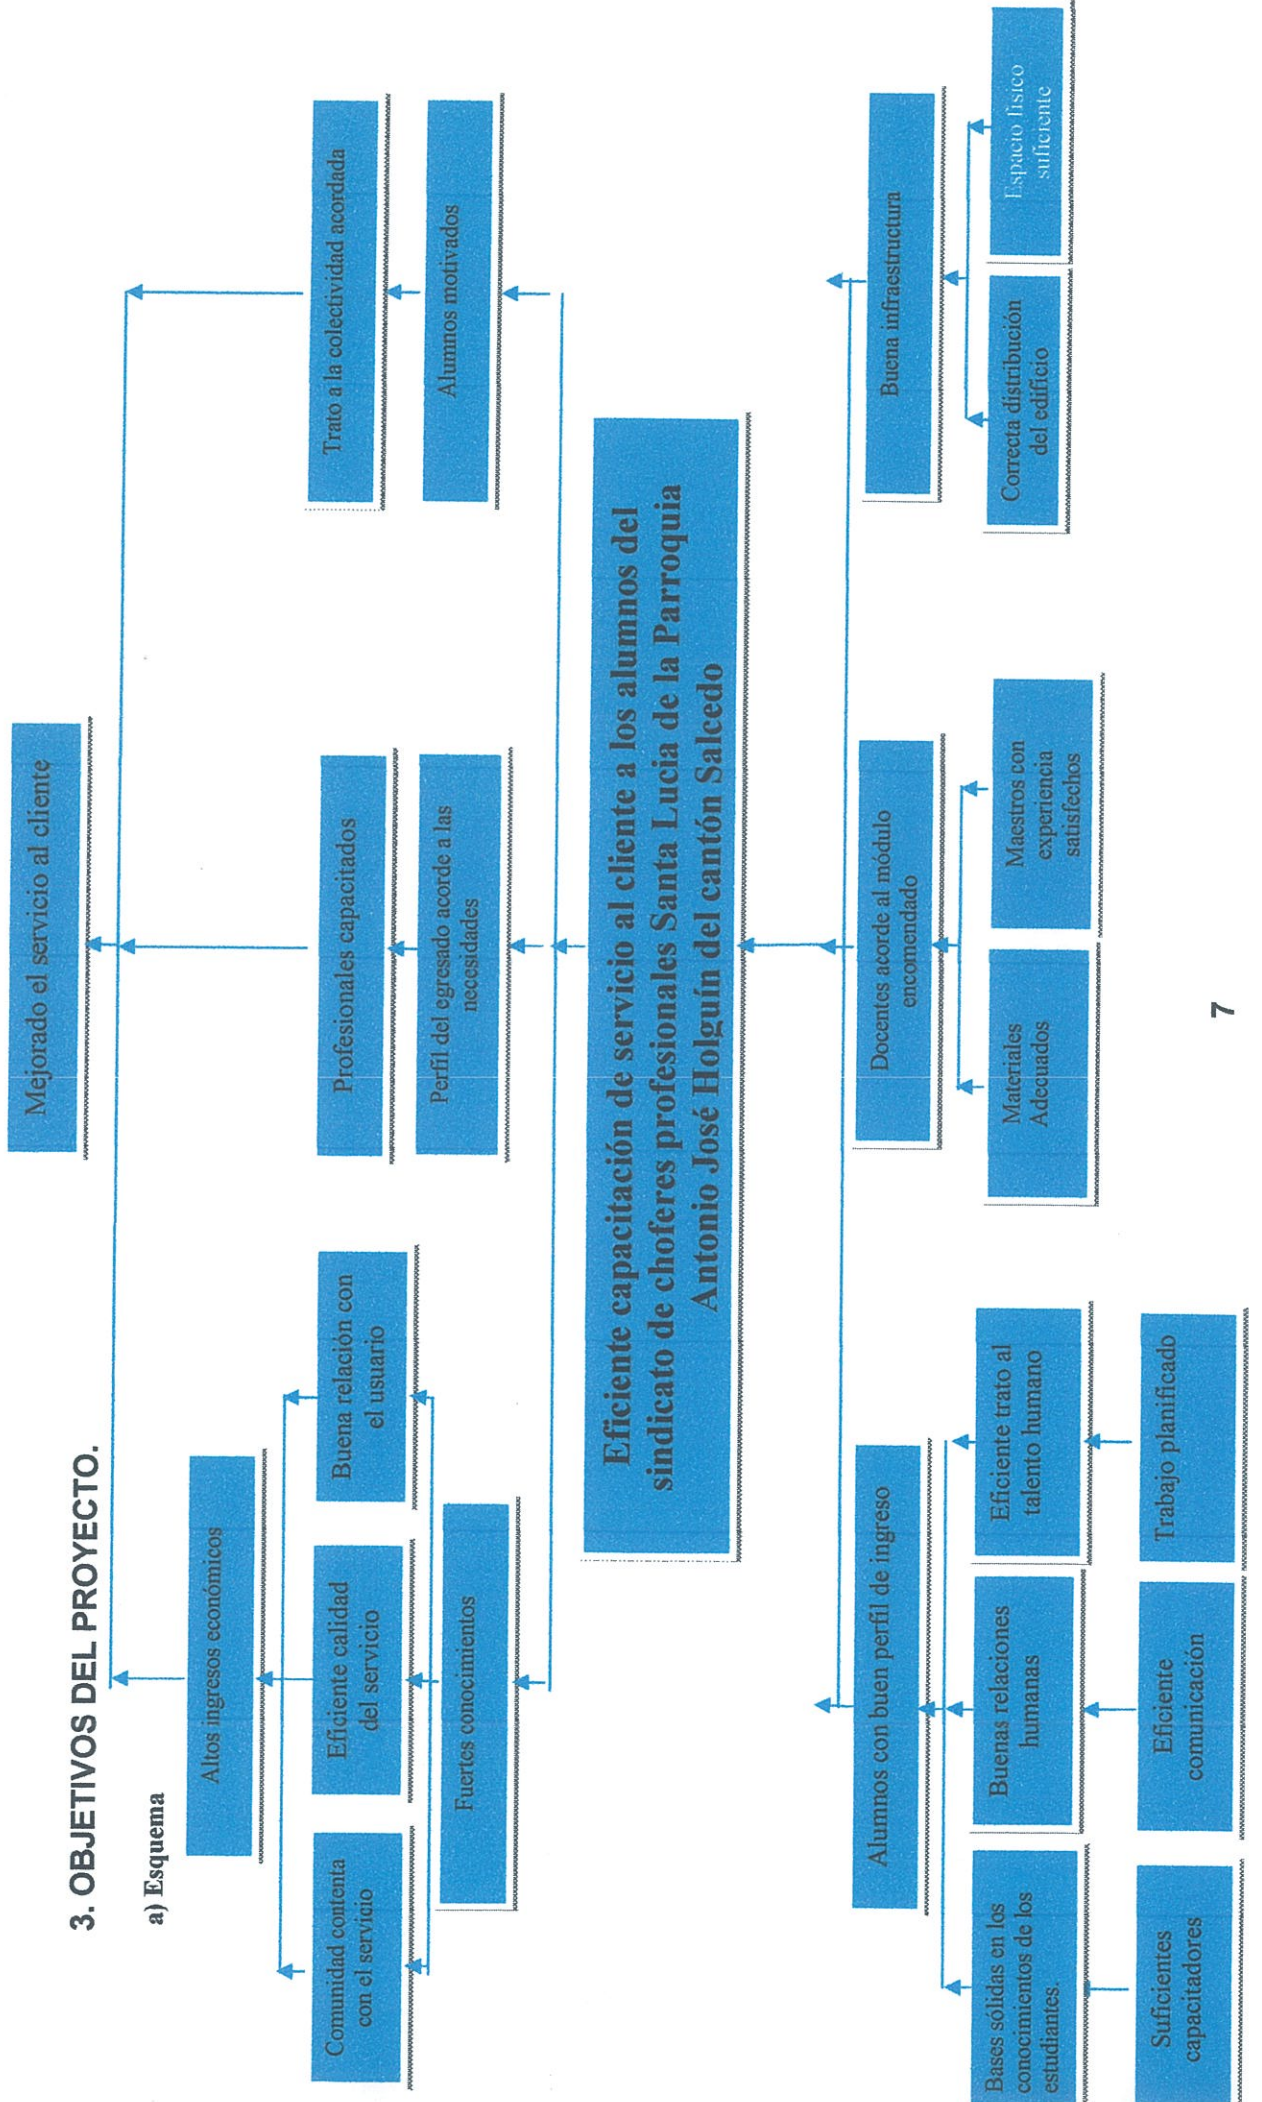 3. OBJETIVOS DEL PROYECTO.
a) Esquema
Mejorado el servicio al cliente
Altos ingresos económicos
Comunidad contenta
con el servicio
Eficiente calidad
del servicio
Buena relación con
el usuario
Fuertes conocimientos
Profesionales capacitados
Perfil del egresado acorde a las
necesidades
Trato a la colectividad acordada
Alumnos motivados
Eficiente capacitación de servicio al cliente a los alumnos del
sindicato de choferes profesionales Santa Lucia de la Parroquia
Antonio José Holguín del cantón Salcedo
Alumnos con buen perfil de ingreso
Bases sólidas en los
conocimientos de los
estudiantes.
Buenas relaciones
humanas
Eficiente trato al
talento humano
Suficientes
capacitadores
Eficiente
comunicación
Trabajo planificado
Docentes acorde al módulo
encomendado
Materiales
Adecuados
Maestros con
experiencia
satisfechos
Buena infraestructura
Correcta distribución
del edificio
Espacio físico
suficiente
7